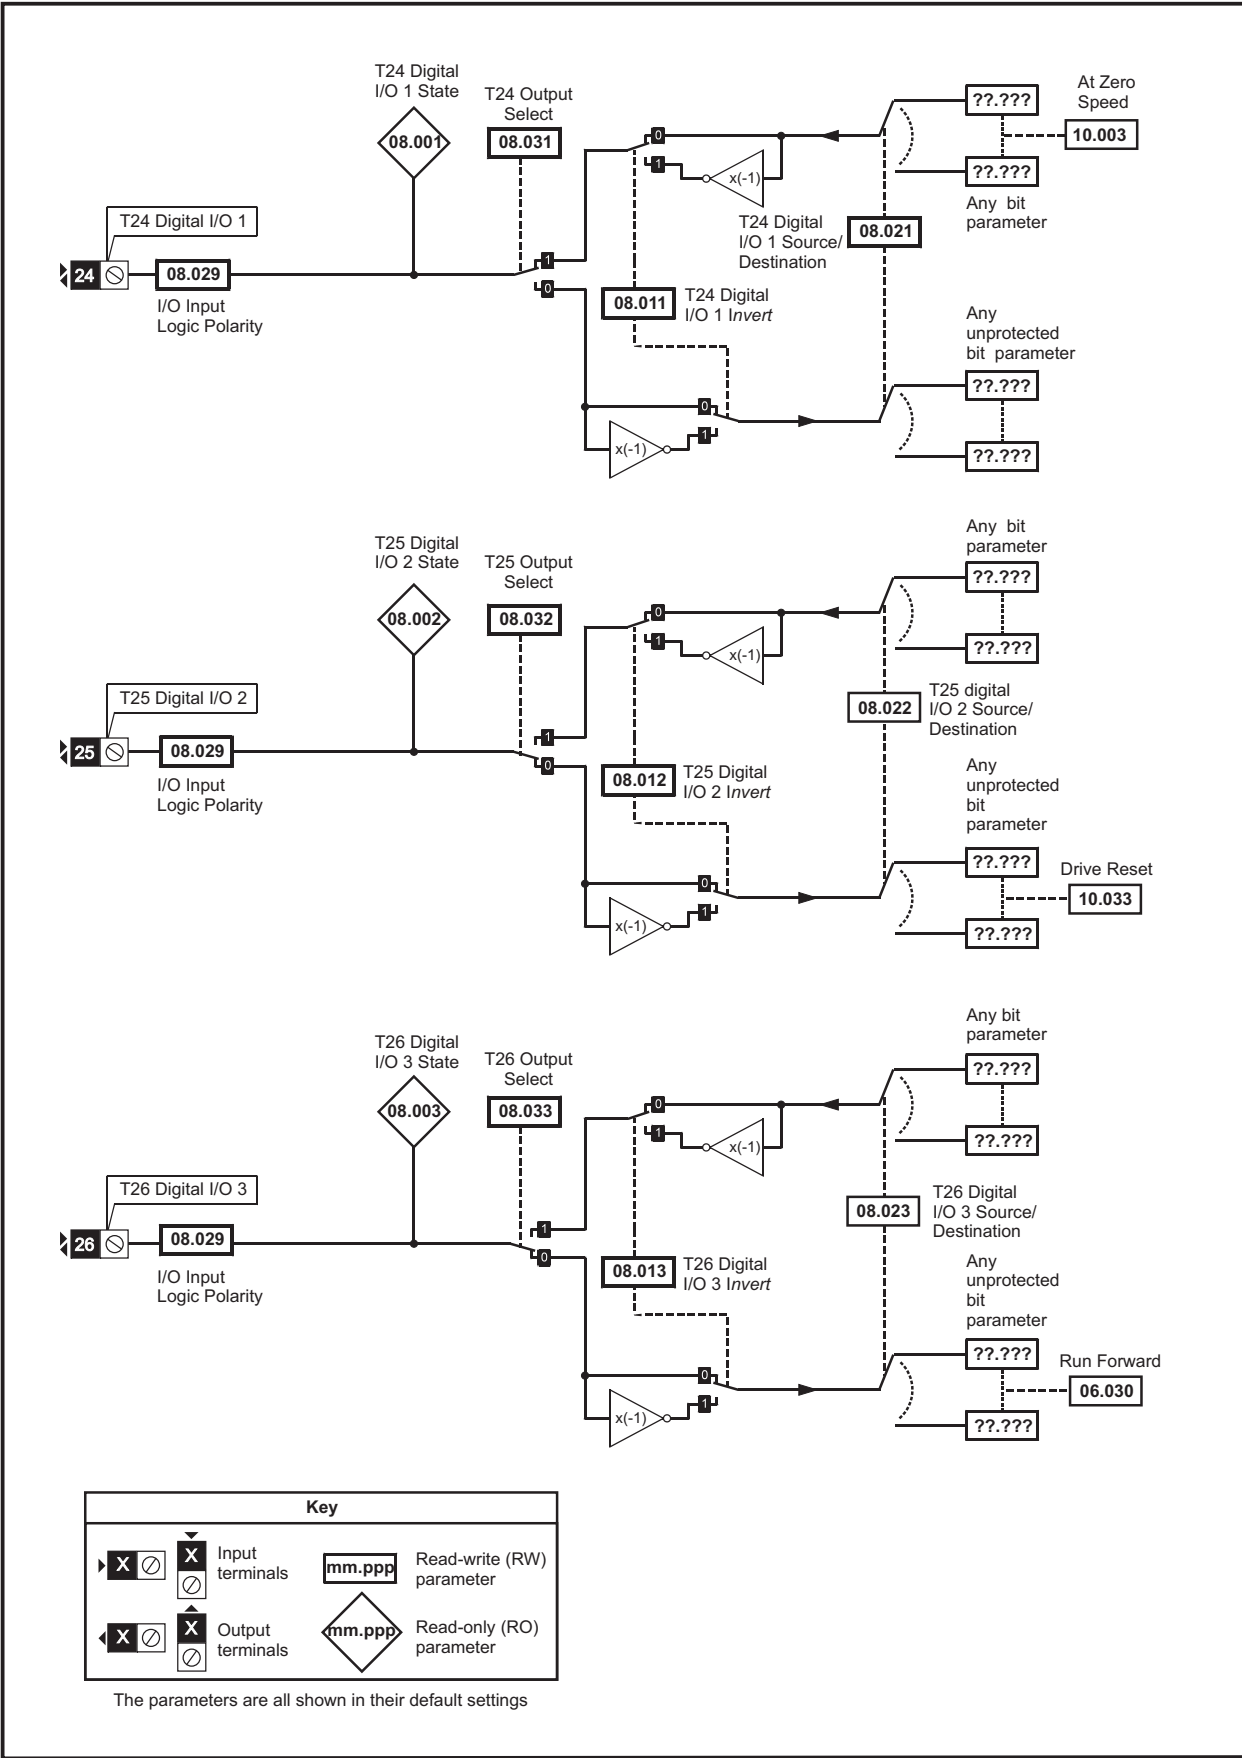 T24 Digital
I/O 1 State
08.001
T24 Output
Select
08.031
0
1
x(-1)
??.???
??.???
At Zero
Speed
10.003
Any bit
parameter
T24 Digital I/O 1
24
08.029
I/O Input
Logic Polarity
1
0
T24 Digital
I/O 1 Source/
Destination
08.021
08.011
T24 Digital
I/O 1 Invert
Any
unprotected
bit parameter
??.???
??.???
0
1
x(-1)
T25 Digital
I/O 2 State
08.002
T25 Output
Select
08.032
0
1
x(-1)
Any bit
parameter
??.???
??.???
T25 Digital I/O 2
25
08.029
I/O Input
Logic Polarity
1
0
08.022
T25 digital
I/O 2 Source/
Destination
08.012
T25 Digital
I/O 2 Invert
Any
unprotected
bit
parameter
??.???
??.???
Drive Reset
10.033
0
1
x(-1)
T26 Digital
I/O 3 State
08.003
T26 Output
Select
08.033
0
1
x(-1)
Any bit
parameter
??.???
??.???
T26 Digital I/O 3
26
08.029
I/O Input
Logic Polarity
1
0
08.023
T26 Digital
I/O 3 Source/
Destination
08.013
T26 Digital
I/O 3 Invert
Any
unprotected
bit
parameter
??.???
??.???
Run Forward
06.030
0
1
x(-1)
Key
X
X
Input
terminals
mm.ppp
Read-write (RW)
parameter
X
X
Output
terminals
mm.ppp
Read-only (RO)
parameter
The parameters are all shown in their default settings